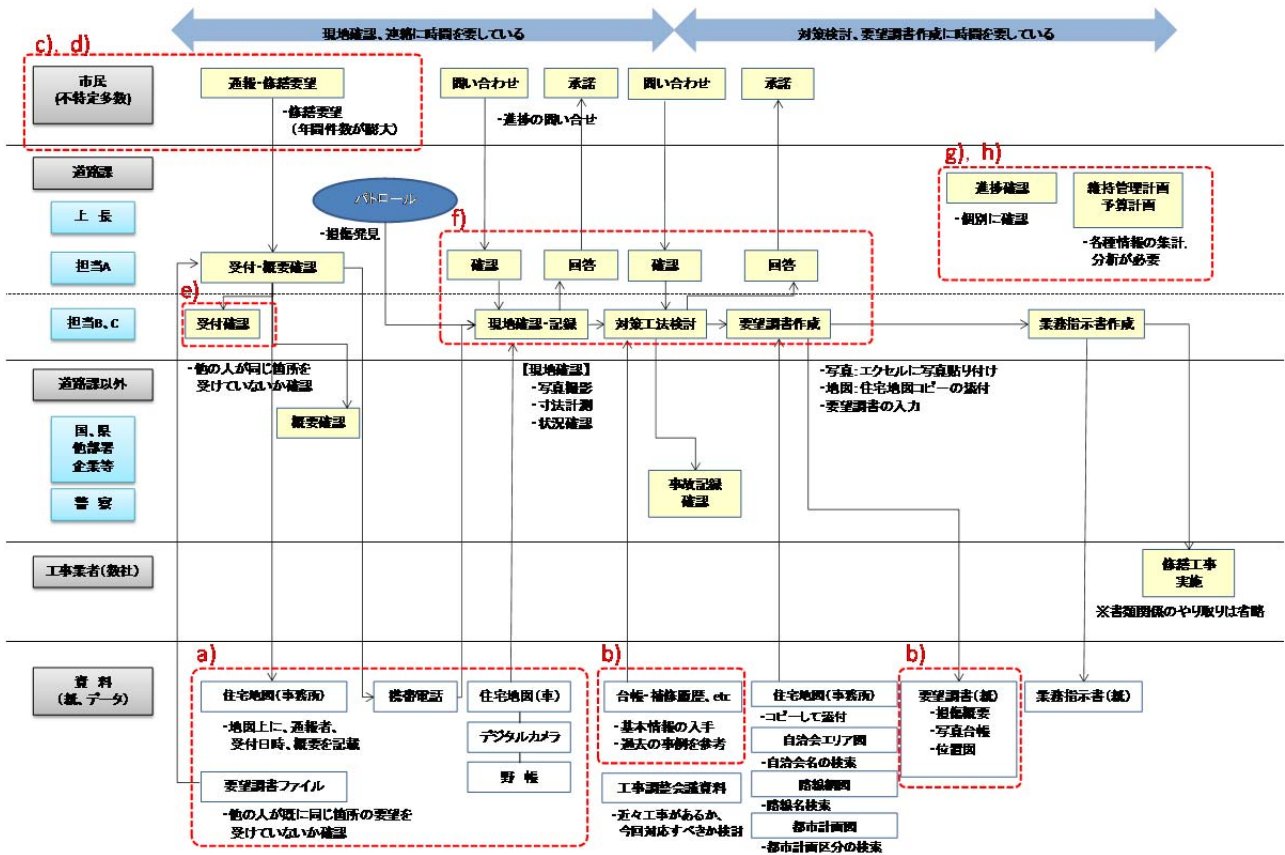 現地確認、連絡に時間を要している
対策検討、要望調書作成に時間を要している
c), d)
市民
(不特定多数)
通報・修繕要望
問い合わせ
承諾
問い合わせ
承諾
-修繕要望
(年間件数が膨大)
-進捗の問い合せ
g), h)
道路課
進捗確認
維持管理計画
予算計画
パトロール
上 長
-個別に確認
f)
-損傷発見
-各種情報の集計、
分析が必要
担当A
受付・概要確認
確認
回答
確認
回答
e)
担当B、C
受付確認
現地確認・記録
対策工法検討
要望調書作成
業務指示書作成
-他の人が同じ箇所を
受けていないか確認
【現地確認】
-写真撮影
-寸法計測
-状況確認
-写真:エクセルに写真貼り付け
-地図:住宅地図コピーの添付
-要望調書の入力
道路課以外
概要確認
国、県
他部署
企業等
事故記録
確認
警 察
工事業者(数社)
修繕工事
実施
※書類関係のやり取りは省略
a)
b)
b)
資 料
(紙、データ)
住宅地図(事務所)
携帯電話
住宅地図(車)
台帳・補修履歴、etc
住宅地図(事務所)
要望調書(紙)
業務指示書(紙)
-地図上に、通報者、
受付日時、概要を記載
デジタルカメラ
野 帳
-基本情報の入手
-過去の事例を参考
-コピーして添付
自治会エリア図
-自治会名の検索
-損傷概要
-写真台帳
-位置図
要望調書ファイル
-他の人が既に同じ箇所の要望を
受けていないか確認
工事調整会議資料
-近々工事があるか、
今回対応すべきか検討
路線網図
-路線名検索
都市計画図
-都市計画区分の検索